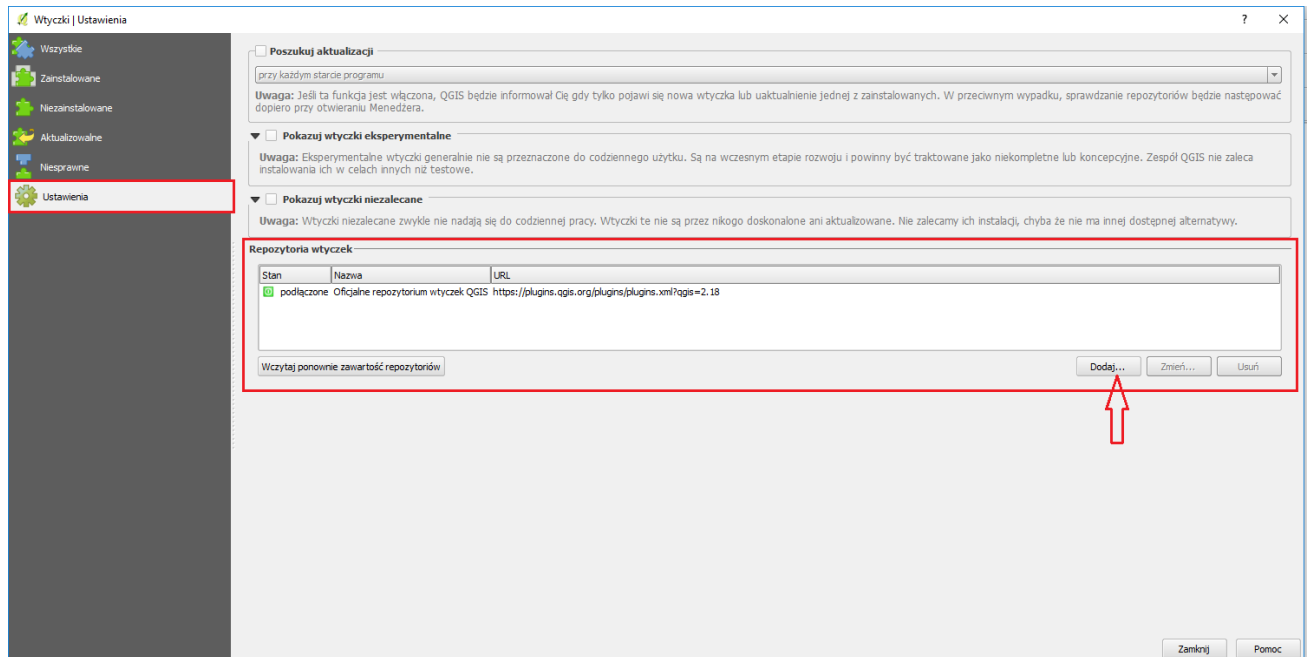 Wtyczki | Ustawienia
?
Wszystkie
Zainstalowane
Niezainstalowane
Aktualizowalne
Niesprawne
Ustawienia
Poszukuj aktualizacji
przy każdym starcie programu
Uwaga: Jeśli ta funkcja jest włączona, QGIS będzie informował Cię gdy tylko pojawi się nowa wtyczka lub uaktualnienie jednej z zainstalowanych. W przeciwnym wypadku, sprawdzanie repozytoriów będzie następować
dopiero przy otwieraniu Menedżera.
Pokazuj wtyczki eksperymentalne
Uwaga: Eksperymentalne wtyczki generalnie nie są przeznaczone do codziennego użytku. Są na wczesnym etapie rozwoju i powinny być traktowane jako niekompletne lub koncepcyjne. Zespół QGIS nie zaleca
instalowania ich w celach innych niż testowe.
Pokazuj wtyczki niezalecane
Uwaga: Wtyczki niezalecane zwykle nie nadają się do codziennej pracy. Wtyczki te nie są przez nikogo doskonalone ani aktualizowane. Nie zalecamy ich instalacji, chyba że nie ma innej dostępnej alternatywy.
Repozytoria wtyczek
Stan Nazwa URL
podłączone Oficjalne repozytorium wtyczek QGIS https://plugins.qgis.org/plugins/plugins.xml?qgis=2.18
Wczytaj ponownie zawartość repozytoriów Dodaj... Zmień... Usuń
Zamknij Pomoc